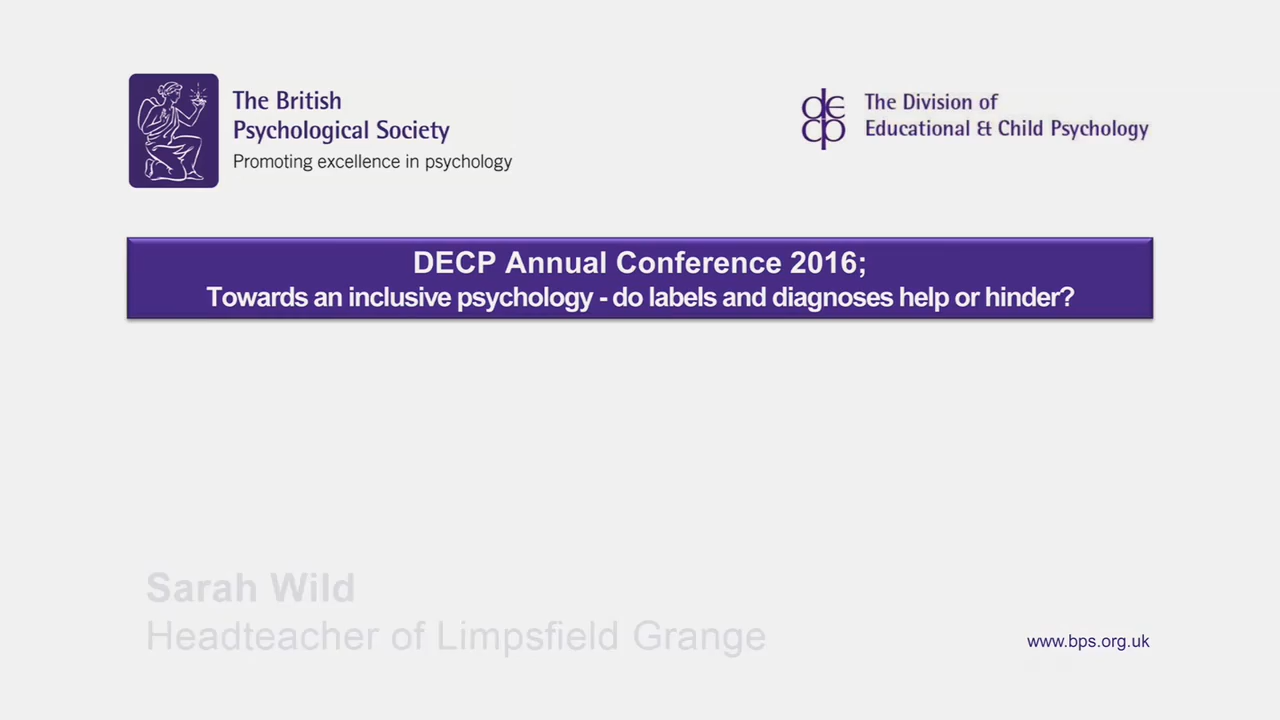 The British
Psychological Society
Promoting excellence in psychology
decp
The Division of
Educational & Child Psychology
DECP Annual Conference 2016;
Towards an inclusive psychology - do labels and diagnoses help or hinder?
Sarah Wild
Headteacher of Limpsfield Grange
www.bps.org.uk